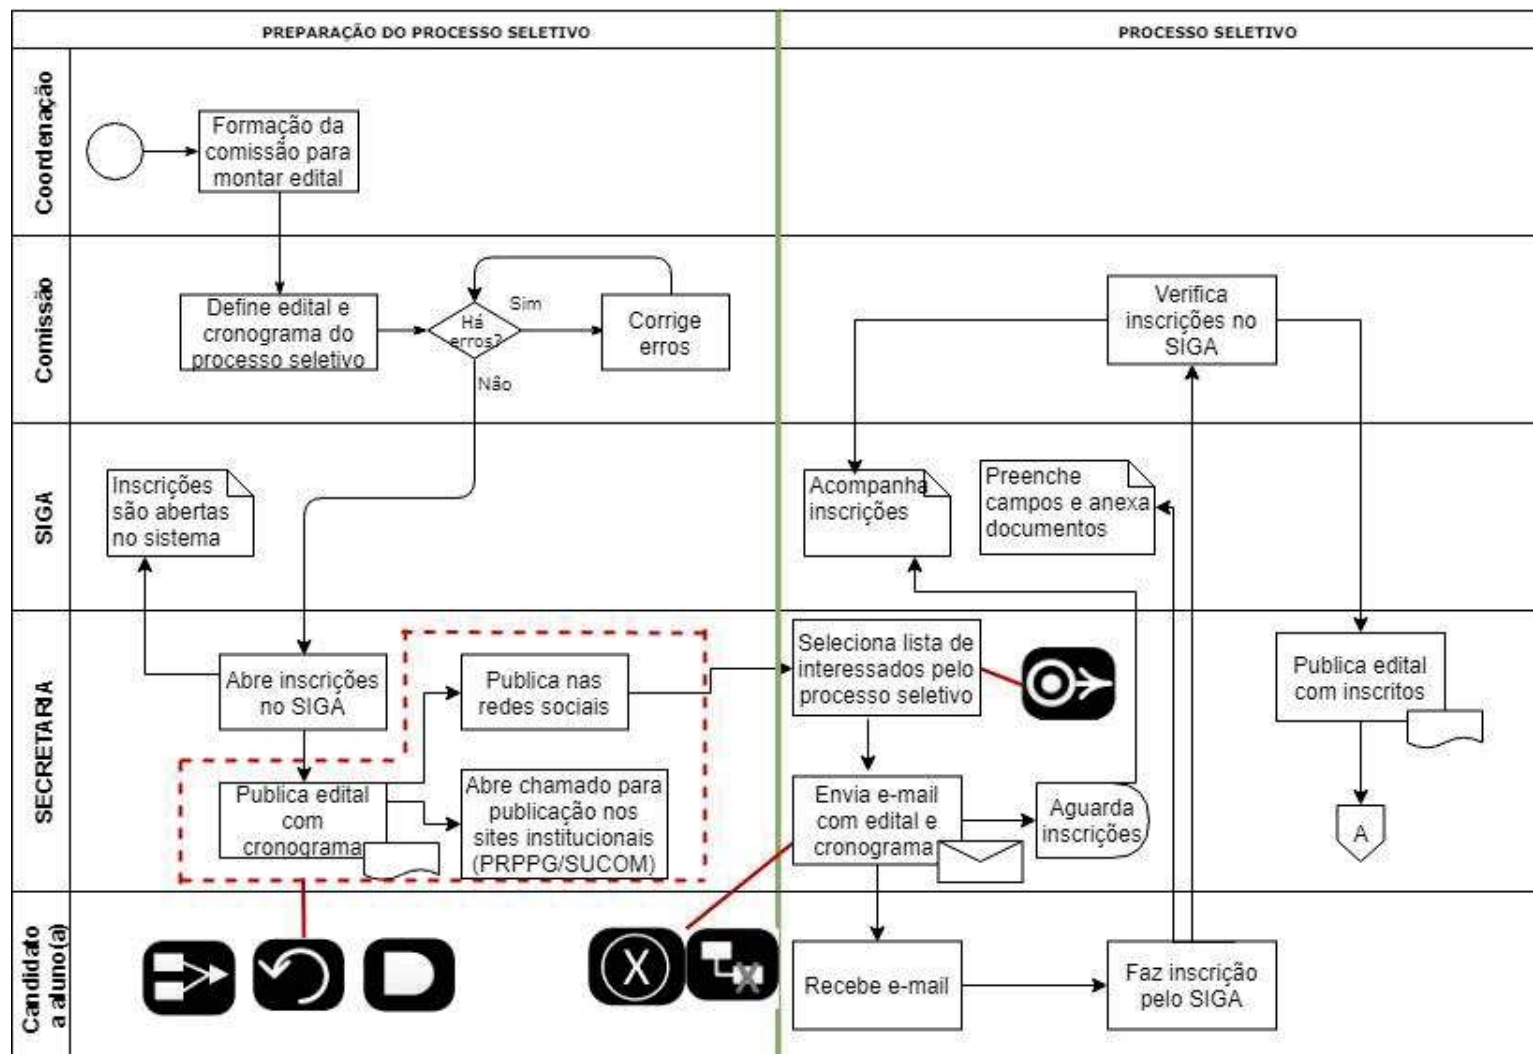 PREPARAÇÃO DO PROCESSO SELETIVO
PROCESSO SELETIVO
Coordenação
Formação da
comissão para
montar edital
Comissão
Define edital e
cronograma do
processo seletivo
Há
erros?
Sim
Não
Corrige
erros
Verifica
inscrições no
SIGA
SIGA
Inscrições
são abertas
no sistema
Acompanha
inscrições
Preenche
campos e anexa
documentos
SECRETARIA
Abre inscrições
no SIGA
Publica nas
redes sociais
Publica edital
com
cronograma
Abre chamado para
publicação nos
sites institucionais
(PRPPG/SUCOM)
Seleciona lista de
interessados pelo
processo seletivo
Envia e-mail
com edital e
cronograma
Aguarda
inscrições
Publica edital
com inscritos
A
Candidato
a aluno(a)
X
Recebe e-mail
Faz inscrição
pelo SIGA